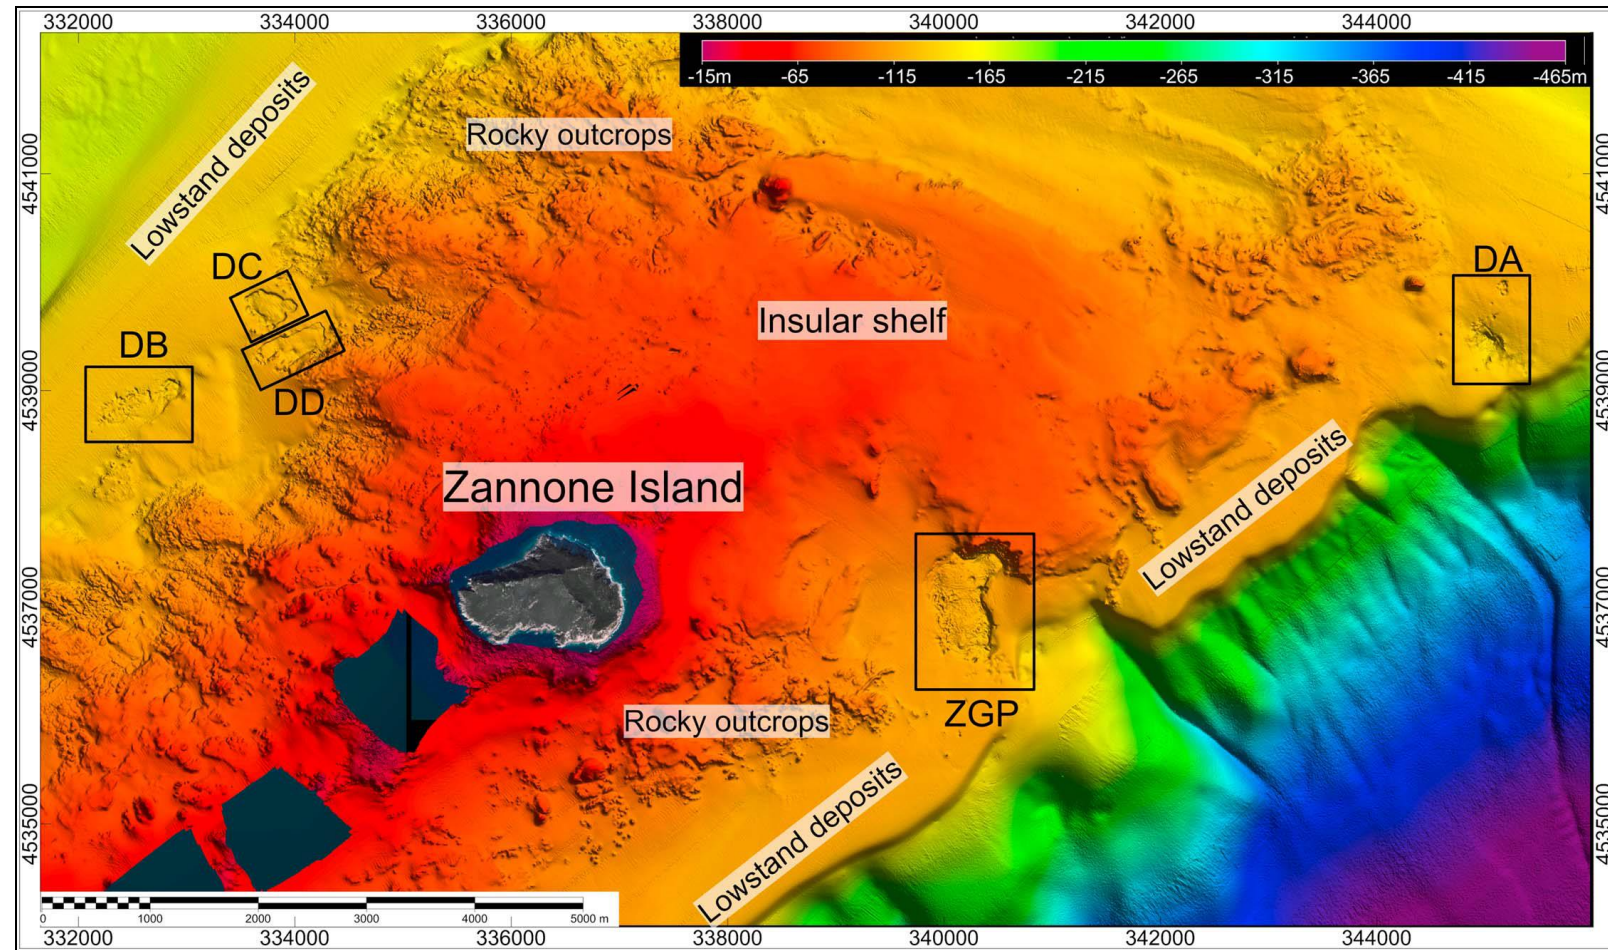 332000 334000 336000 338000 340000 342000 344000
-15m -65 -115 -165 -215 -265 -315 -365 -415 -465m
Lowstand deposits
Rocky outcrops
4541000
4541000
DC
DA
Insular shelf
DB
DD
4539000
4539000
Lowstand deposits
Zannone Island
4537000
4537000
ZGP
Rocky outcrops
Lowstand deposits
4535000
4535000
0 1000 2000 3000 4000 5000 m
332000 334000 336000 338000 340000 342000 344000